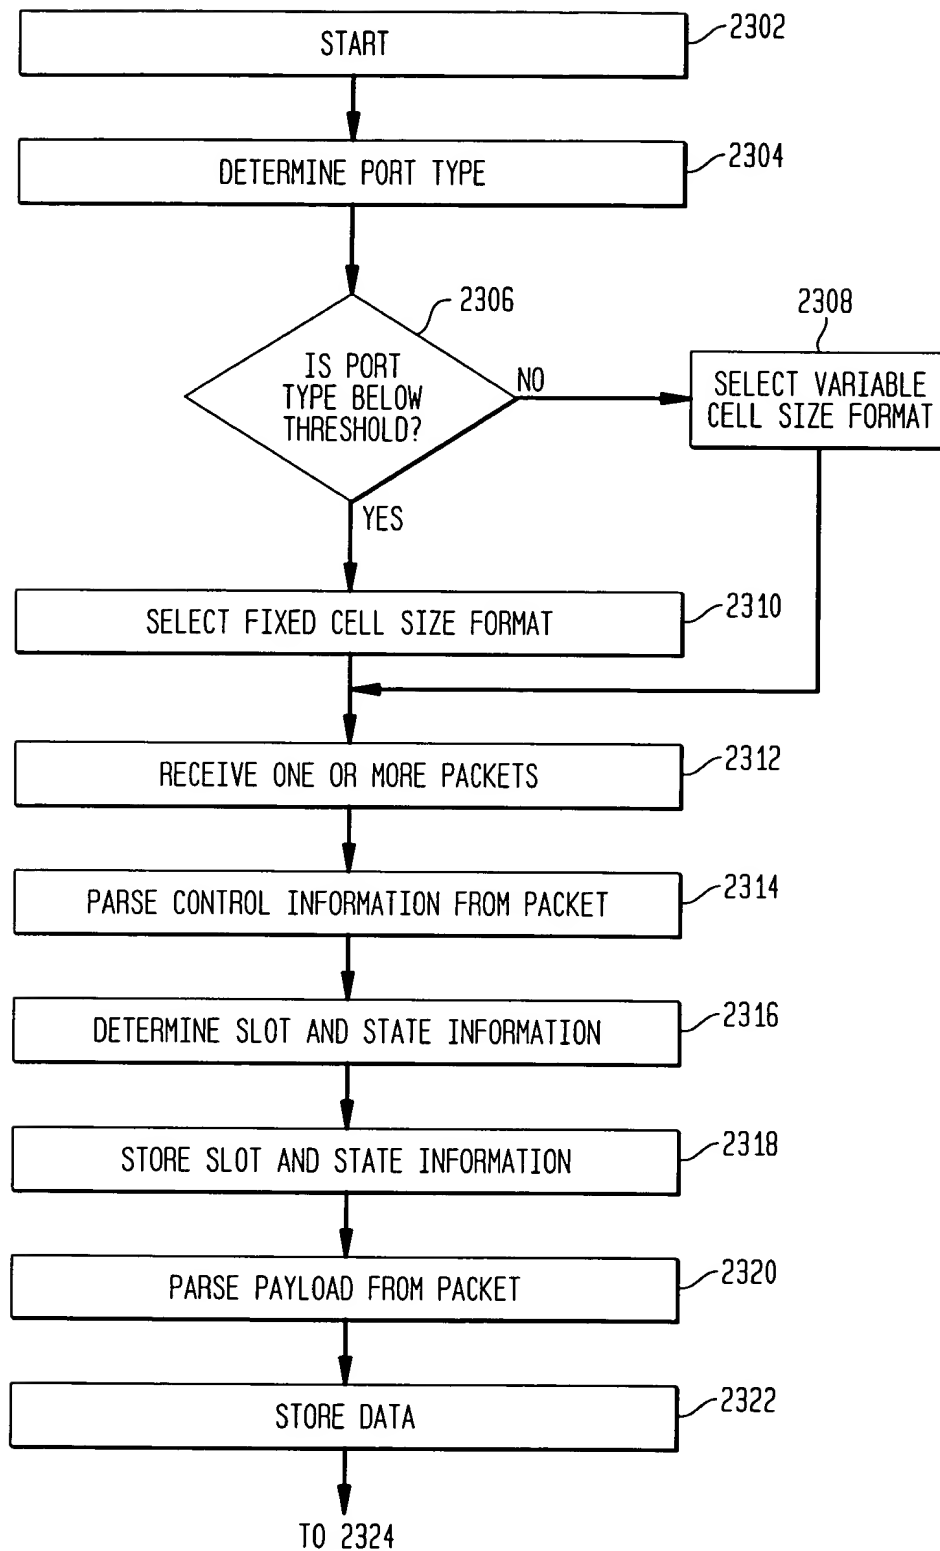 START
2302
DETERMINE PORT TYPE
2304
IS PORT
TYPE BELOW
THRESHOLD?
2306
NO
2308
SELECT VARIABLE
CELL SIZE FORMAT
YES
SELECT FIXED CELL SIZE FORMAT
2310
RECEIVE ONE OR MORE PACKETS
2312
PARSE CONTROL INFORMATION FROM PACKET
2314
DETERMINE SLOT AND STATE INFORMATION
2316
STORE SLOT AND STATE INFORMATION
2318
PARSE PAYLOAD FROM PACKET
2320
STORE DATA
2322
TO 2324